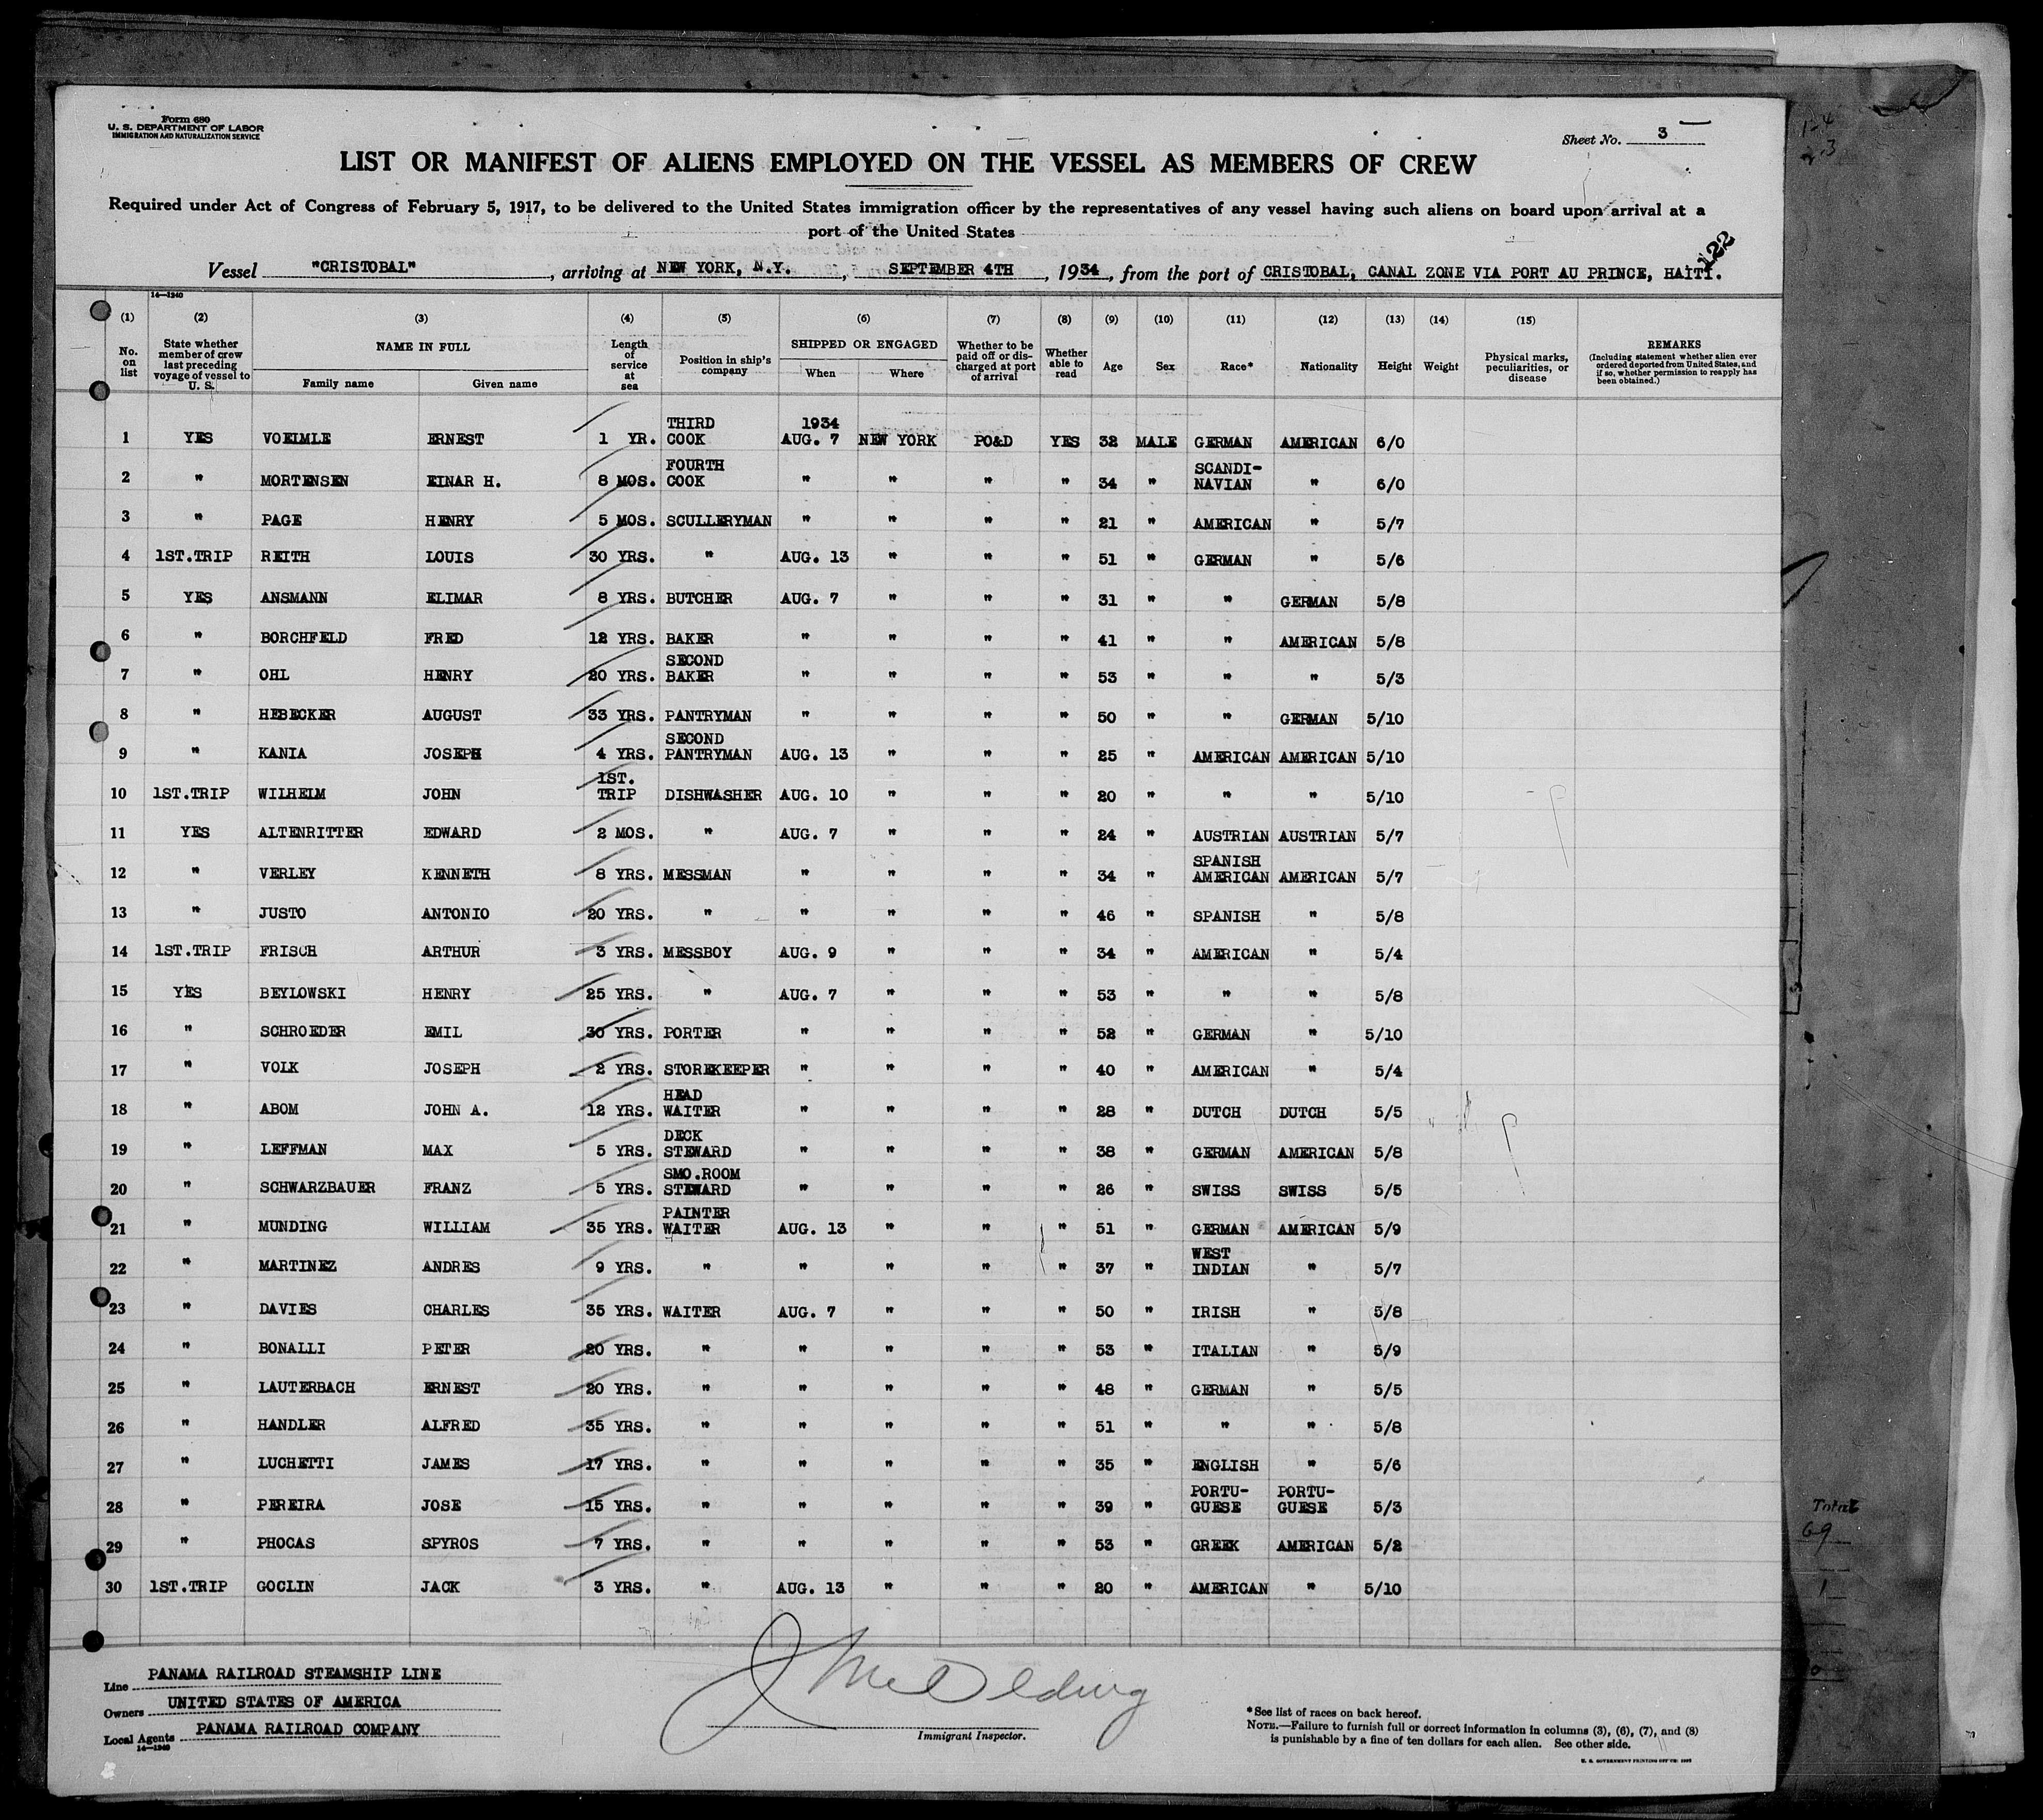 Form 680
U. S. DEPARTMENT OF LABOR
IMMIGRATION AND NATURALIZATION SERVICE
Sheet No. 3
LIST OR MANIFEST OF ALIENS EMPLOYED ON THE VESSEL AS MEMBERS OF CREW
Required under Act of Congress of February 5, 1917, to be delivered to the United States immigration officer by the representatives of any vessel having such aliens on board upon arrival at a
port of the United States
122
Vessel "CRISTOBAL", arriving at NEW YORK, N.Y., SEPTEMBER 4TH, 1934, from the port of CRISTOBAL, CANAL ZONE VIA PORT AU PRINCE, HAITI.
14—1240
(1) (2) (3) (4) (5) (6) (7) (8) (9) (10) (11) (12) (13) (14) (15)
No. on list
State whether member of crew last preceding voyage of vessel to U. S.
NAME IN FULL
Family name Given name
Length of service at sea
Position in ship's company
SHIPPED OR ENGAGED
When Where
Whether to be paid off or discharged at port of arrival
Whether able to read
Age Sex Race* Nationality Height Weight
Physical marks, peculiarities, or disease
REMARKS
(Including statement whether alien ever ordered deported from United States, and if so, whether permission to reapply has been obtained.)
1 YES VOEIMLE ERNEST 1 YR. THIRD COOK 1934 AUG. 7 NEW YORK PO&D YES 32 MALE GERMAN AMERICAN 6/0
2 " MORTENSEN EINAR H. 8 MOS. FOURTH COOK " " " " 34 " SCANDI-NAVIAN " 6/0
3 " PAGE HENRY 5 MOS. SCULLERYMAN " " " " 21 " AMERICAN " 5/7
4 1ST.TRIP REITH LOUIS 30 YRS. " AUG. 13 " " " 51 " GERMAN " 5/6
5 YES ANSMANN ELIMAR 8 YRS. BUTCHER AUG. 7 " " " 31 " " GERMAN 5/8
6 " BORCHFELD FRED 12 YRS. BAKER " " " " 41 " " AMERICAN 5/8
7 " OHL HENRY 20 YRS. SECOND BAKER " " " " 53 " " " 5/3
8 " HEBECKER AUGUST 33 YRS. PANTRYMAN " " " " 50 " " GERMAN 5/10
9 " KANIA JOSEPH 4 YRS. SECOND PANTRYMAN AUG. 13 " " " 25 " AMERICAN AMERICAN 5/10
10 1ST.TRIP WILHELM JOHN 1ST. TRIP DISHWASHER AUG. 10 " " " 20 " " " 5/10
11 YES ALTENRITTER EDWARD 2 MOS. " AUG. 7 " " " 24 " AUSTRIAN AUSTRIAN 5/7
12 " VERLEY KENNETH 8 YRS. MESSMAN " " " " 34 " SPANISH AMERICAN AMERICAN 5/7
13 " JUSTO ANTONIO 20 YRS. " " " " " 46 " SPANISH " 5/8
14 1ST.TRIP FRISCH ARTHUR 3 YRS. MESSBOY AUG. 9 " " " 34 " AMERICAN " 5/4
15 YES BEYLOWSKI HENRY 25 YRS. " AUG. 7 " " " 53 " " " 5/8
16 " SCHROEDER EMIL 30 YRS. PORTER " " " " 52 " GERMAN " 5/10
17 " VOLK JOSEPH 2 YRS. STOREKEEPER " " " " 40 " AMERICAN " 5/4
18 " ABOM JOHN A. 12 YRS. HEAD WAITER " " " " 28 " DUTCH DUTCH 5/5
19 " LEFFMAN MAX 5 YRS. DECK STEWARD " " " " 38 " GERMAN AMERICAN 5/8
20 " SCHWARZBAUER FRANZ 5 YRS. SMO.ROOM STEWARD " " " " 26 " SWISS SWISS 5/5
21 " MUNDING WILLIAM 35 YRS. PAINTER WAITER AUG. 13 " " " 51 " GERMAN AMERICAN 5/9
22 " MARTINEZ ANDRES 9 YRS. " " " " " 37 " WEST INDIAN " 5/7
23 " DAVIES CHARLES 35 YRS. WAITER AUG. 7 " " " 50 " IRISH " 5/8
24 " BONALLI PETER 20 YRS. " " " " " 53 " ITALIAN " 5/9
25 " LAUTERBACH ERNEST 20 YRS. " " " " " 48 " GERMAN " 5/5
26 " HANDLER ALFRED 35 YRS. " " " " " 51 " " " 5/8
27 " LUCHETTI JAMES 17 YRS. " " " " " 35 " ENGLISH " 5/6
28 " PEREIRA JOSE 15 YRS. " " " " " 39 " PORTU-GUESE PORTU-GUESE 5/3
29 " PHOCAS SPYROS 7 YRS. " " " " " 53 " GREEK AMERICAN 5/2
30 1ST.TRIP GOCLIN JACK 3 YRS. " AUG. 13 " " " 20 " AMERICAN " 5/10
Total
69
1
Line PANAMA RAILROAD STEAMSHIP LINE
Owners UNITED STATES OF AMERICA
Local Agents PANAMA RAILROAD COMPANY
14—1240
Immigrant Inspector.
*See list of races on back hereof.
NOTE.—Failure to furnish full or correct information in columns (3), (6), (7), and (8)
is punishable by a fine of ten dollars for each alien. See other side.